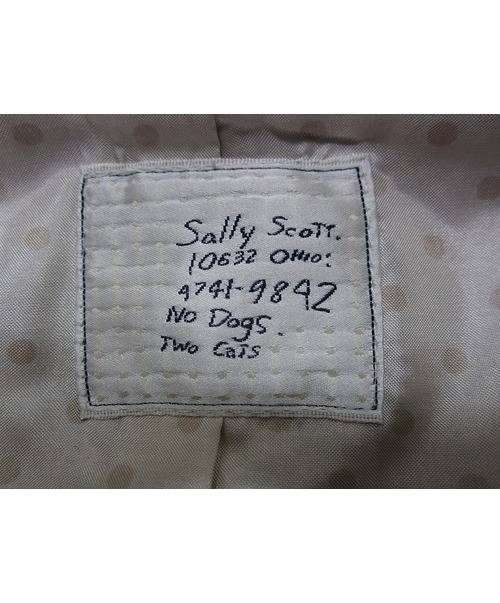 Sally Scott.
10632 Ohio:
4741-9842
No Dogs.
Two Cats